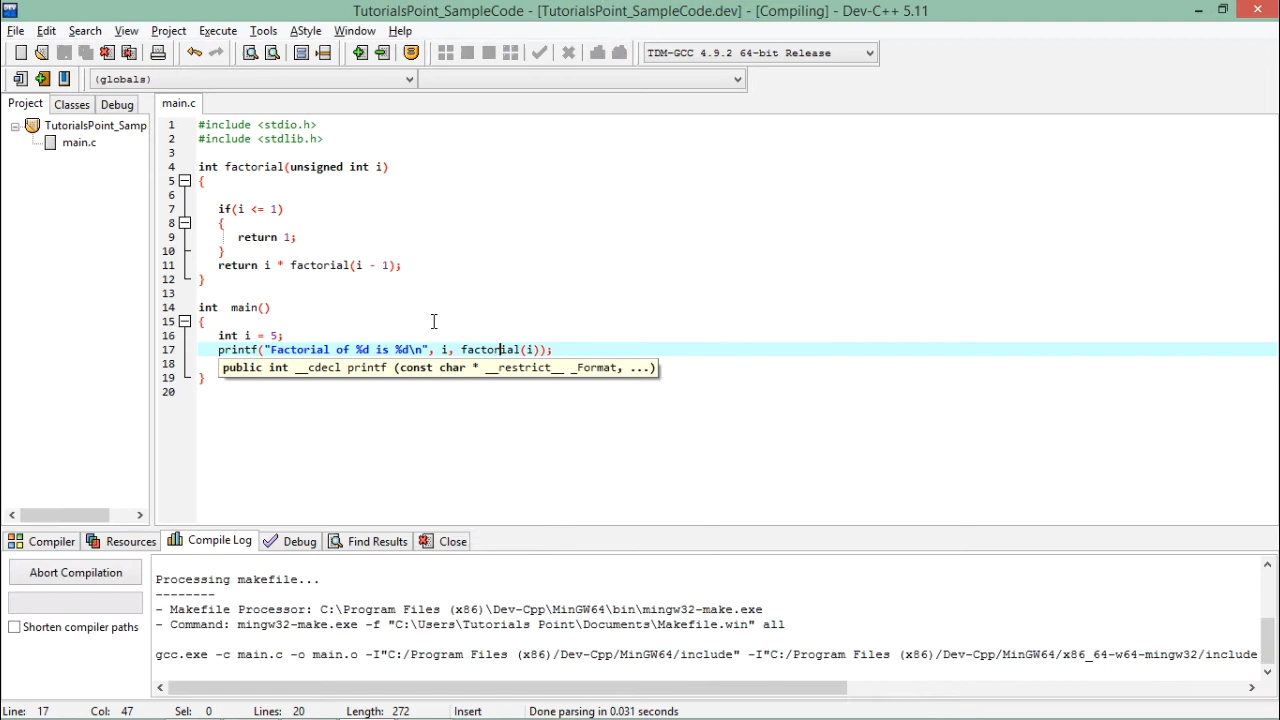 TutorialsPoint_SampleCode - [TutorialsPoint_SampleCode.dev] - [Compiling] - Dev-C++ 5.11
File Edit Search View Project Execute Tools AStyle Window Help
TDM-GCC 4.9.2 64-bit Release
(globals)
Project Classes Debug main.c
TutorialsPoint_Samp
main.c
1 #include <stdio.h>
2 #include <stdlib.h>
3
4 int factorial(unsigned int i)
5 {
6
7 if(i <= 1)
8 {
9 return 1;
10 }
11 return i * factorial(i - 1);
12 }
13
14 int  main()
15 {
16 int i = 5;
17 printf("Factorial of %d is %d\n", i, factorial(i));
18 public int __cdecl printf (const char * __restrict__ _Format, ...)
19 }
20
Compiler Resources Compile Log Debug Find Results Close
Abort Compilation
Shorten compiler paths
Processing makefile...
--------
- Makefile Processor: C:\Program Files (x86)\Dev-Cpp\MinGW64\bin\mingw32-make.exe
- Command: mingw32-make.exe -f "C:\Users\Tutorials Point\Documents\Makefile.win" all
gcc.exe -c main.c -o main.o -I"C:/Program Files (x86)/Dev-Cpp/MinGW64/include" -I"C:/Program Files (x86)/Dev-Cpp/MinGW64/x86_64-w64-mingw32/include
Line: 17 Col: 47 Sel: 0 Lines: 20 Length: 272 Insert Done parsing in 0.031 seconds